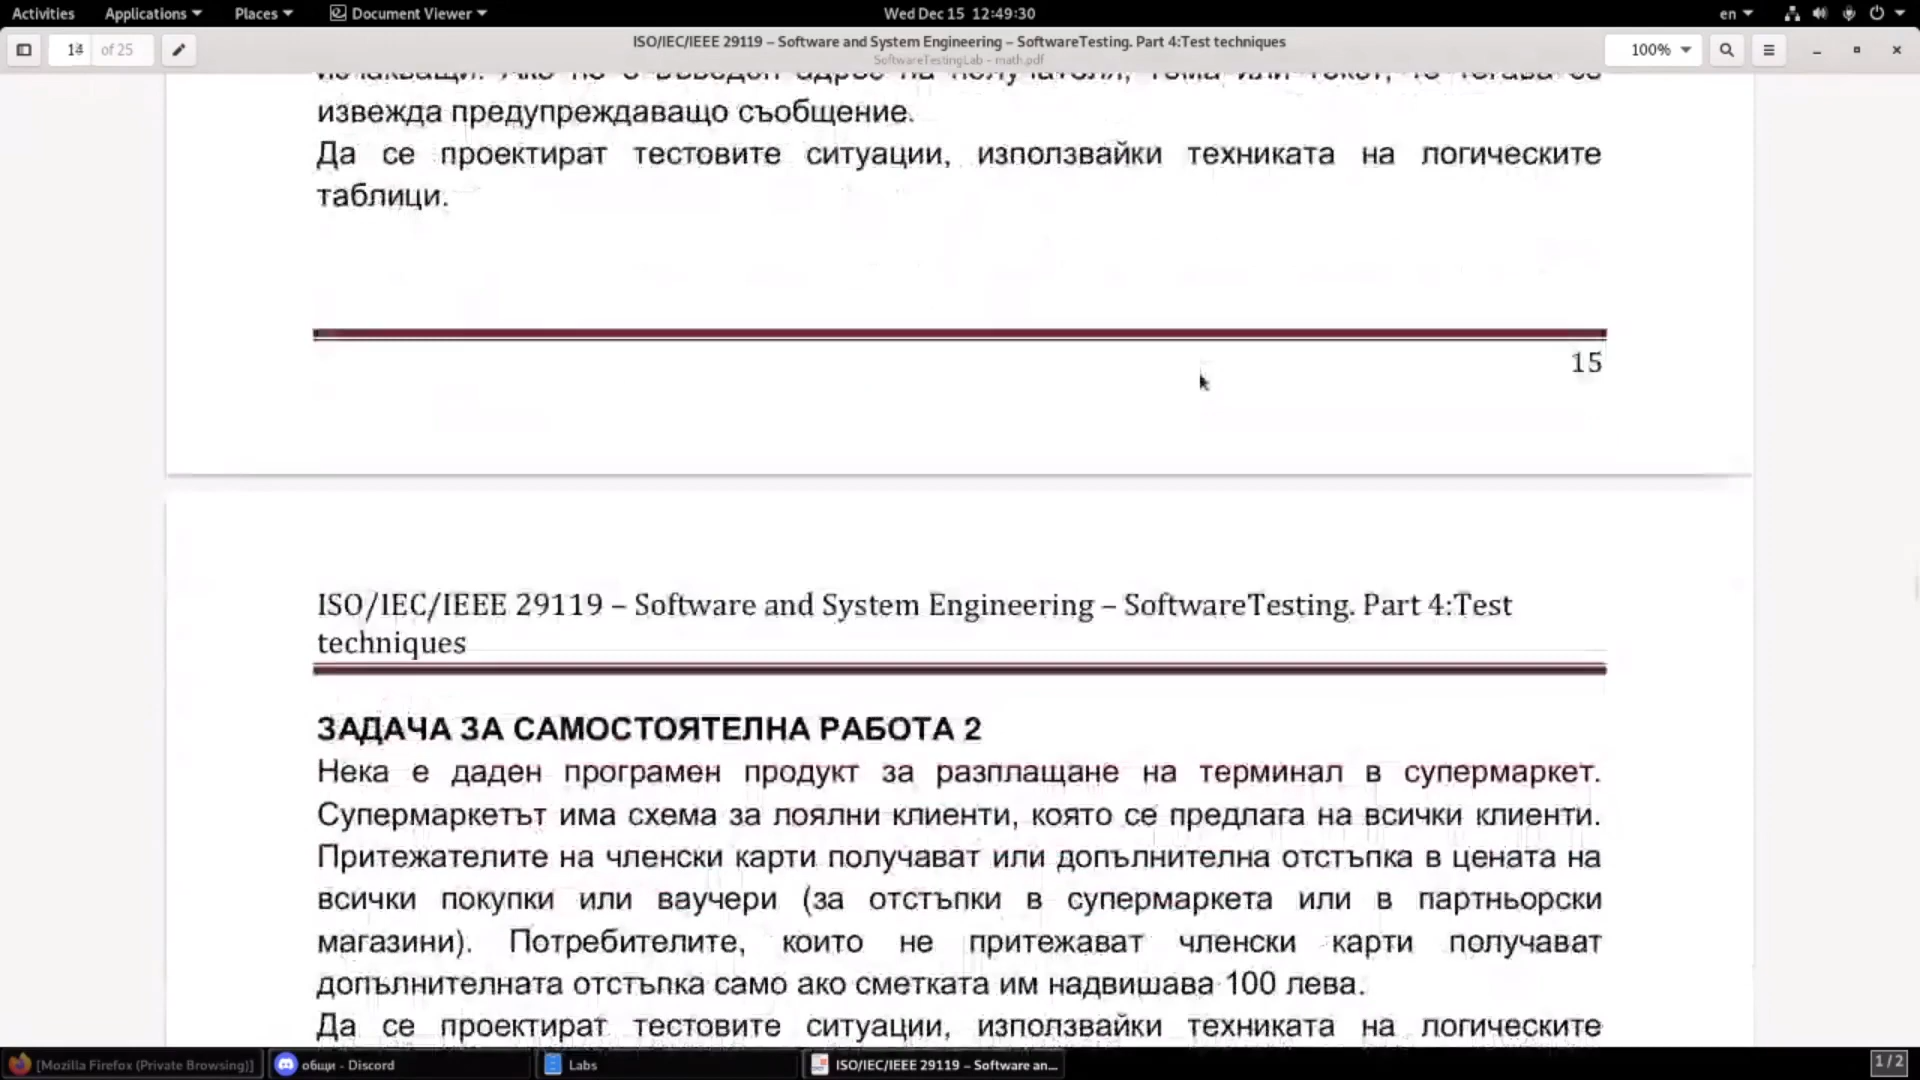 Activities Applications Places Document Viewer Wed Dec 15 12:49:30 en
14 of 25 ISO/IEC/IEEE 29119 – Software and System Engineering – SoftwareTesting. Part 4:Test techniques 100%
SoftwareTestingLab - math.pdf
извежда предупреждаващо съобщение.
Да се проектират тестовите ситуации, използвайки техниката на логическите
таблици.
15
ISO/IEC/IEEE 29119 – Software and System Engineering – SoftwareTesting. Part 4:Test
techniques
ЗАДАЧА ЗА САМОСТОЯТЕЛНА РАБОТА 2
Нека е даден програмен продукт за разплащане на терминал в супермаркет.
Супермаркетът има схема за лоялни клиенти, която се предлага на всички клиенти.
Притежателите на членски карти получават или допълнителна отстъпка в цената на
всички покупки или ваучери (за отстъпки в супермаркета или в партньорски
магазини). Потребителите, които не притежават членски карти получават
допълнителната отстъпка само ако сметката им надвишава 100 лева.
Да се проектират тестовите ситуации, използвайки техниката на логическите
[Mozilla Firefox (Private Browsing)] общи - Discord Labs ISO/IEC/IEEE 29119 – Software an... 1 / 2